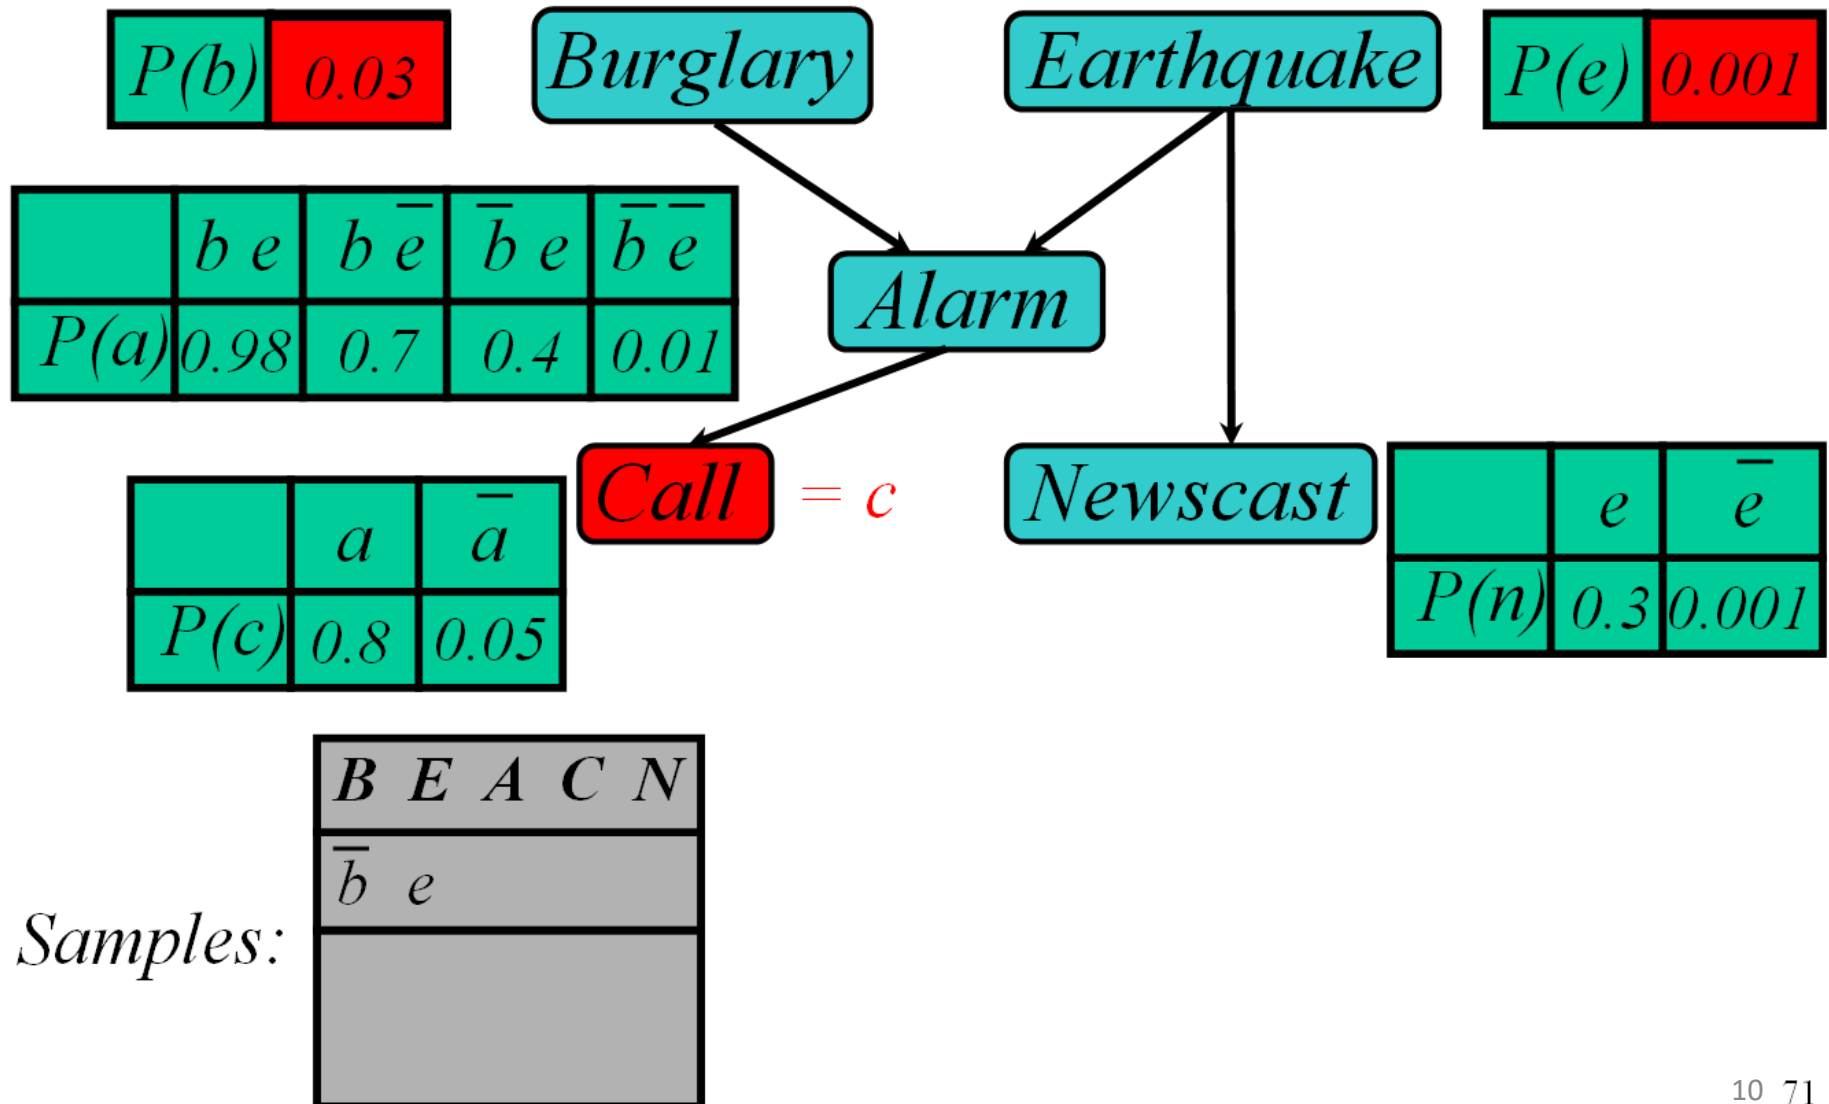 P(b) 0.03
Burglary
Earthquake
P(e) 0.001
b e b e̅ b̅ e b̅ e̅
P(a) 0.98 0.7 0.4 0.01
Alarm
Call = c
Newscast
a a̅
P(c) 0.8 0.05
e e̅
P(n) 0.3 0.001
B E A C N
b̅ e
Samples:
10 71